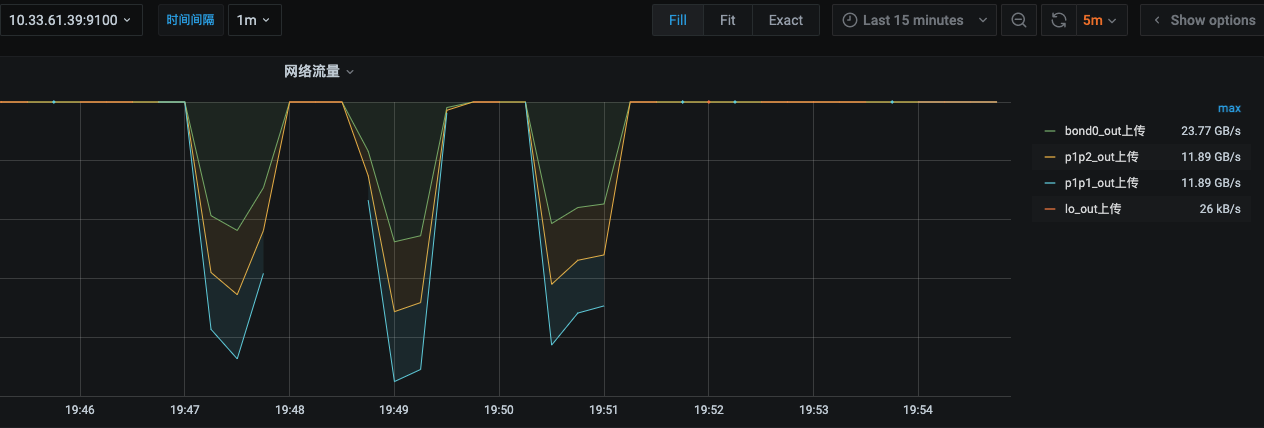 10.33.61.39:9100 时间间隔 1m Fill Fit Exact Last 15 minutes 5m Show options
网络流量
max
bond0_out上传 23.77 GB/s
p1p2_out上传 11.89 GB/s
p1p1_out上传 11.89 GB/s
lo_out上传 26 kB/s
19:46 19:47 19:48 19:49 19:50 19:51 19:52 19:53 19:54